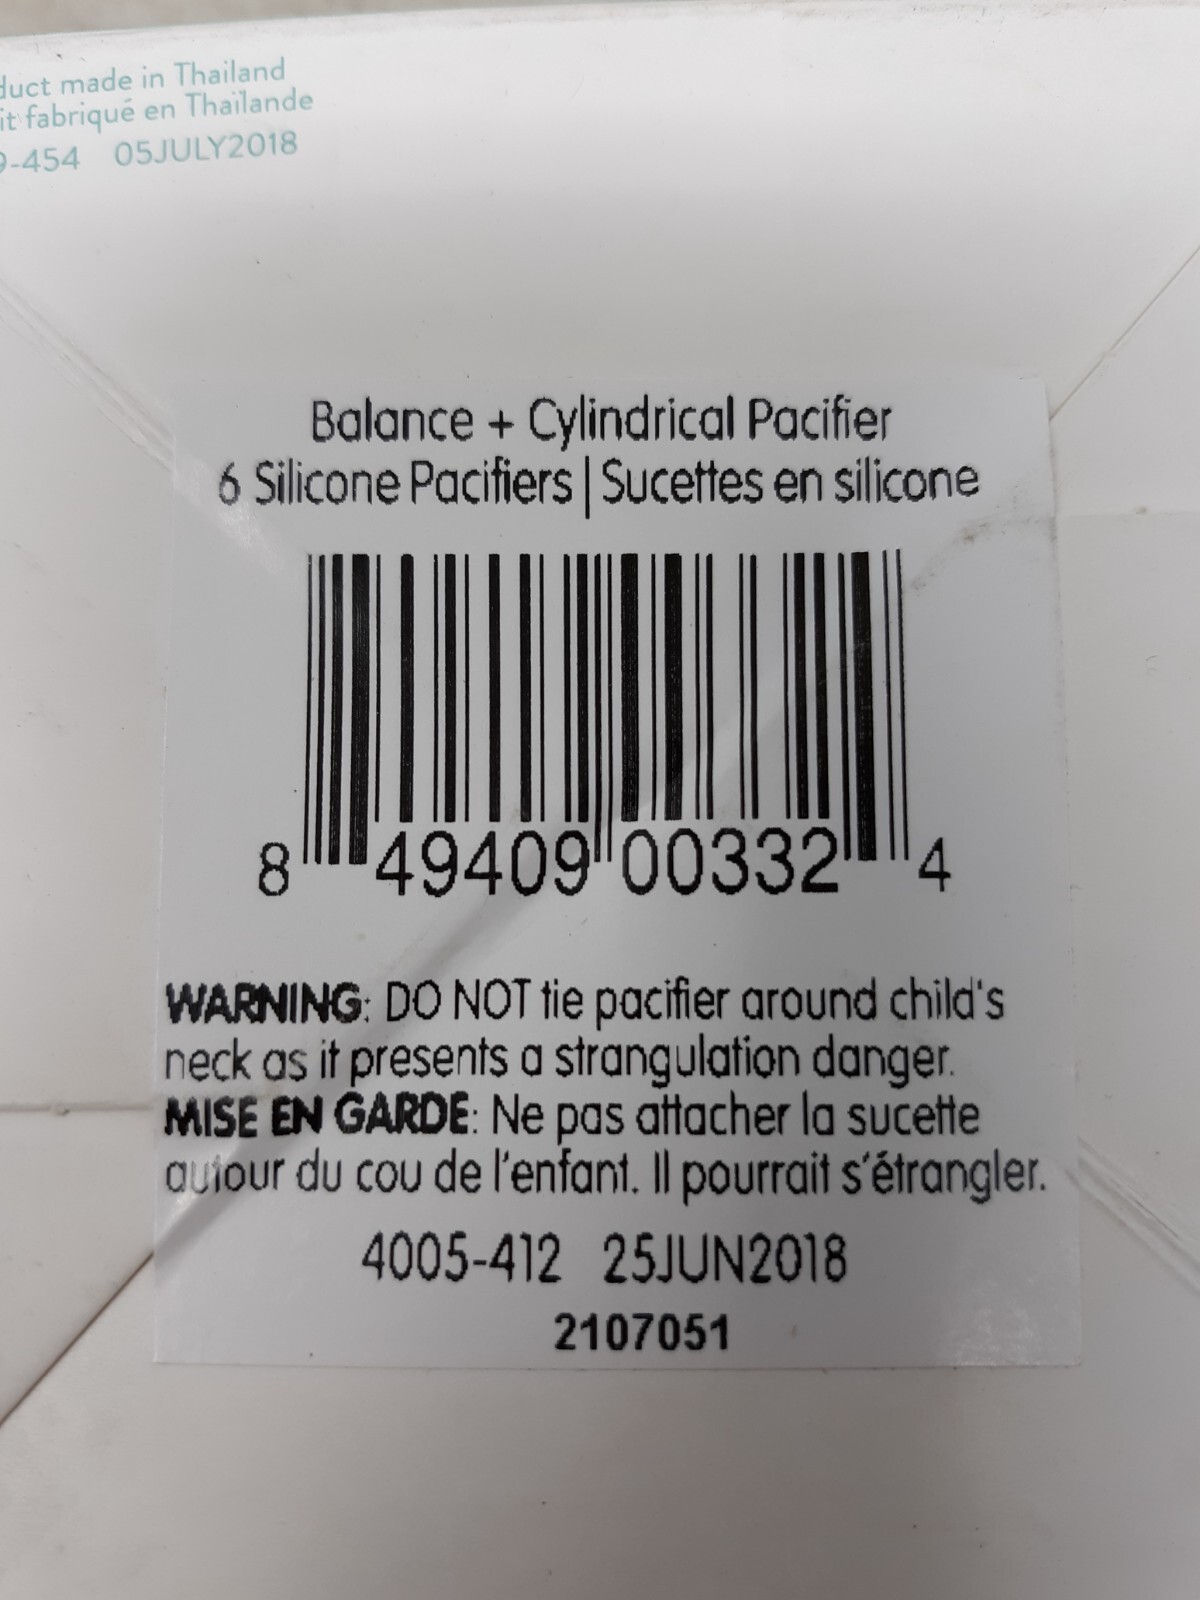 made in Thailand
fabriqué en Thaïlande
-454 05JULY2018
Balance + Cylindrical Pacifier
6 Silicone Pacifiers | Sucettes en silicone
8 49409 00332 4
WARNING: DO NOT tie pacifier around child's
neck as it presents a strangulation danger.
MISE EN GARDE: Ne pas attacher la sucette
autour du cou de l'enfant. Il pourrait s'étrangler.
4005-412 25JUN2018
2107051